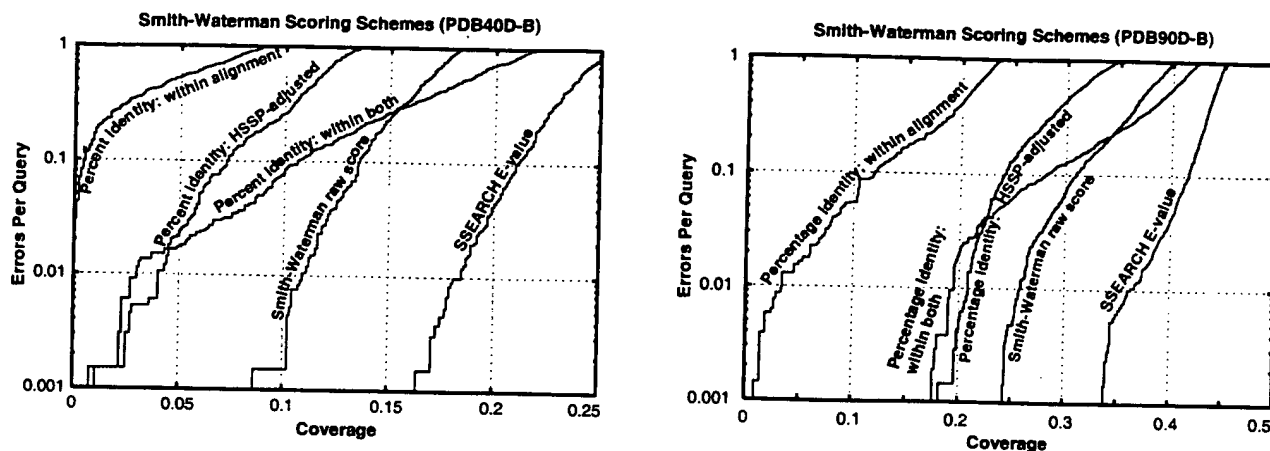 Smith-Waterman Scoring Schemes (PDB40D-B)
1
0.1
0.01
0.001
Errors Per Query
Percent Identity: within alignment
Percent Identity: HSSP-adjusted
Percent Identity: within both
Smith-Waterman raw score
SSEARCH E-value
0
0.05
0.1
0.15
0.2
0.25
Coverage
Smith-Waterman Scoring Schemes (PDB90D-B)
1
0.1
0.01
0.001
Errors Per Query
Percentage Identity: within alignment
Percentage Identity:
within both
Percentage Identity: HSSP-adjusted
Smith-Waterman raw score
SSEARCH E-value
0
0.1
0.2
0.3
0.4
0.5
Coverage